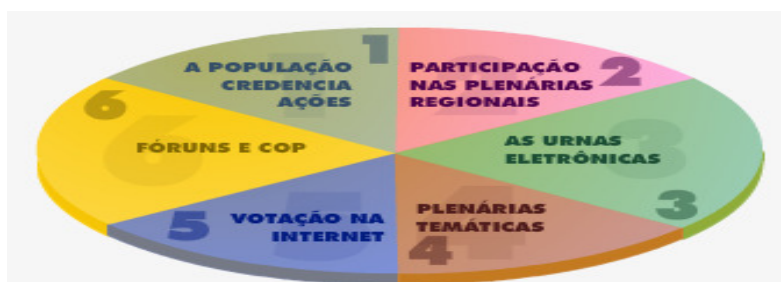 1
A POPULAÇÃO
CREDENCIA
AÇÕES
2
PARTICIPAÇÃO
NAS PLENÁRIAS
REGIONAIS
3
AS URNAS
ELETRÔNICAS
4
PLENÁRIAS
TEMÁTICAS
5
VOTAÇÃO NA
INTERNET
6
FÓRUNS E COP